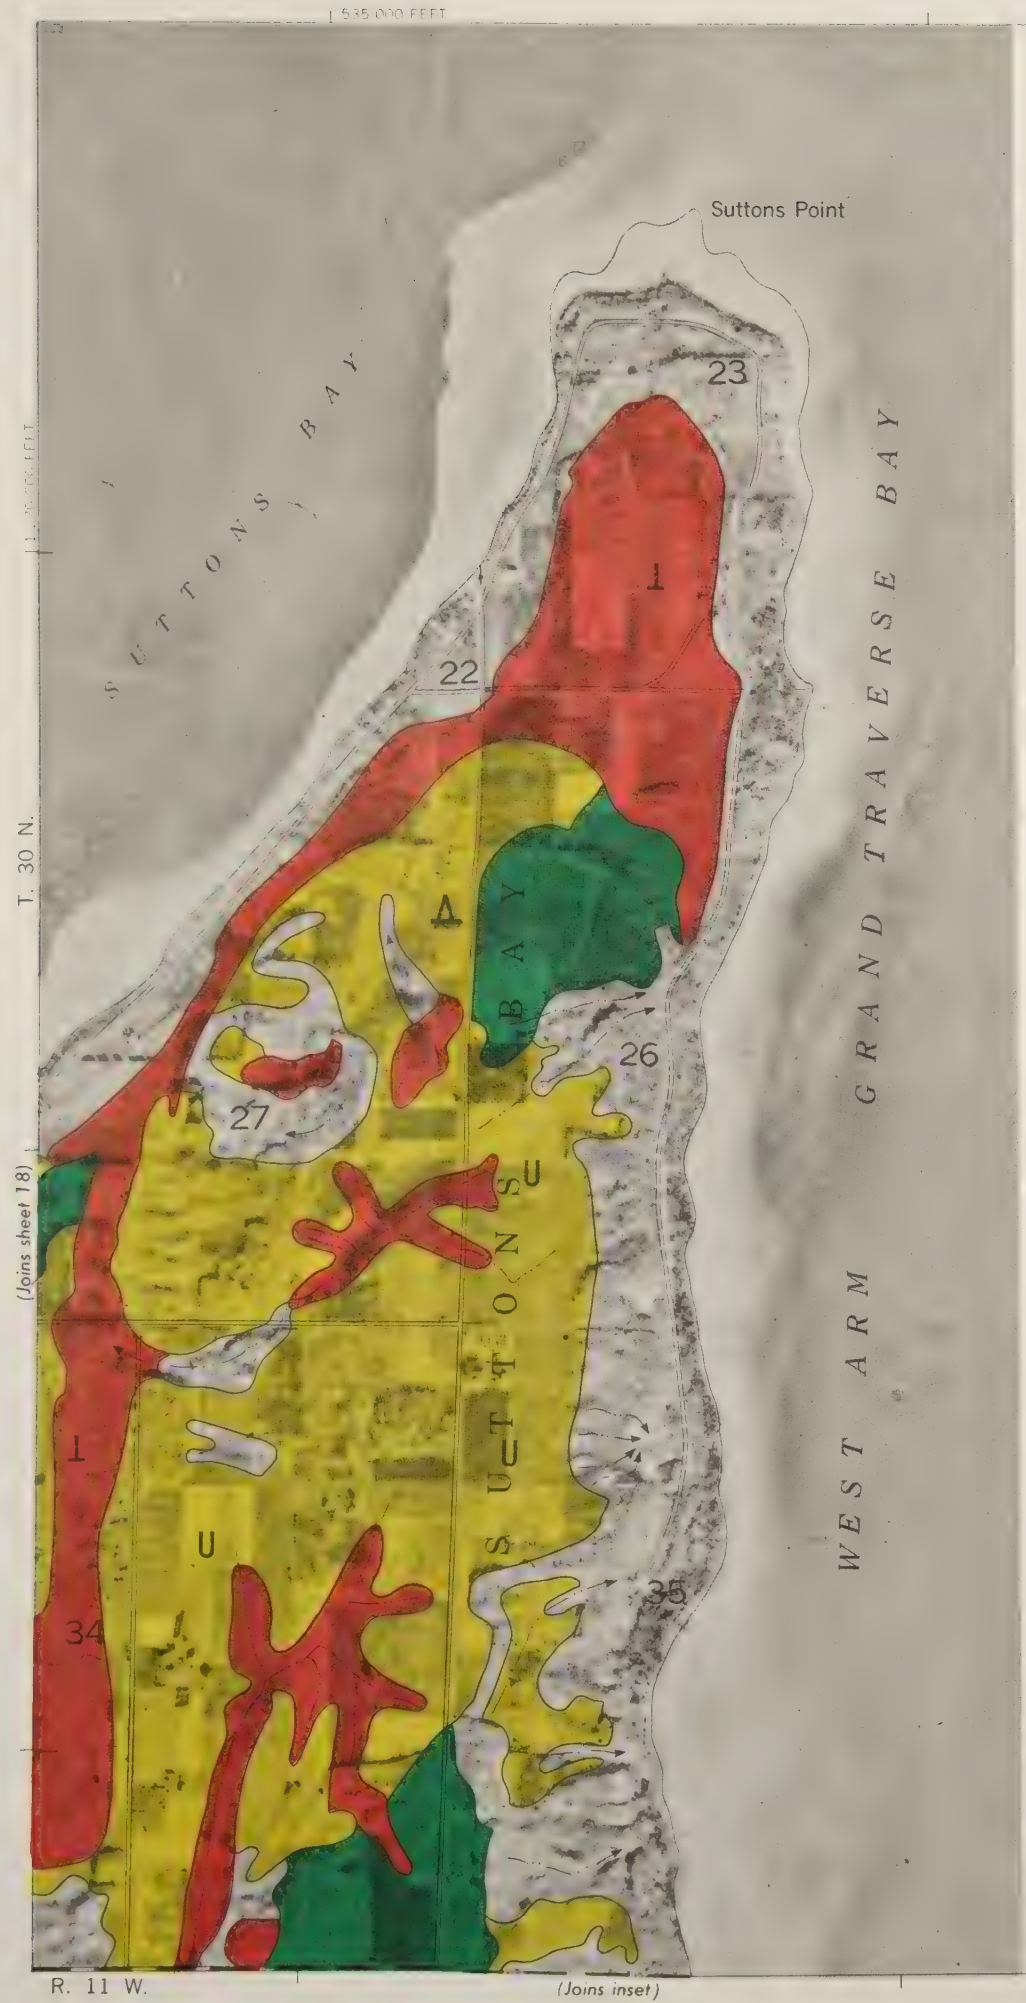 535 000 FEET
Suttons Point
23
SUTTONS BAY
22
T. 30 N.
WEST ARM GRAND TRAVERSE BAY
SUTTONS BAY
26
27
U
(Joins sheet 18)
U
U
34
35
R. 11 W.
(Joins inset)